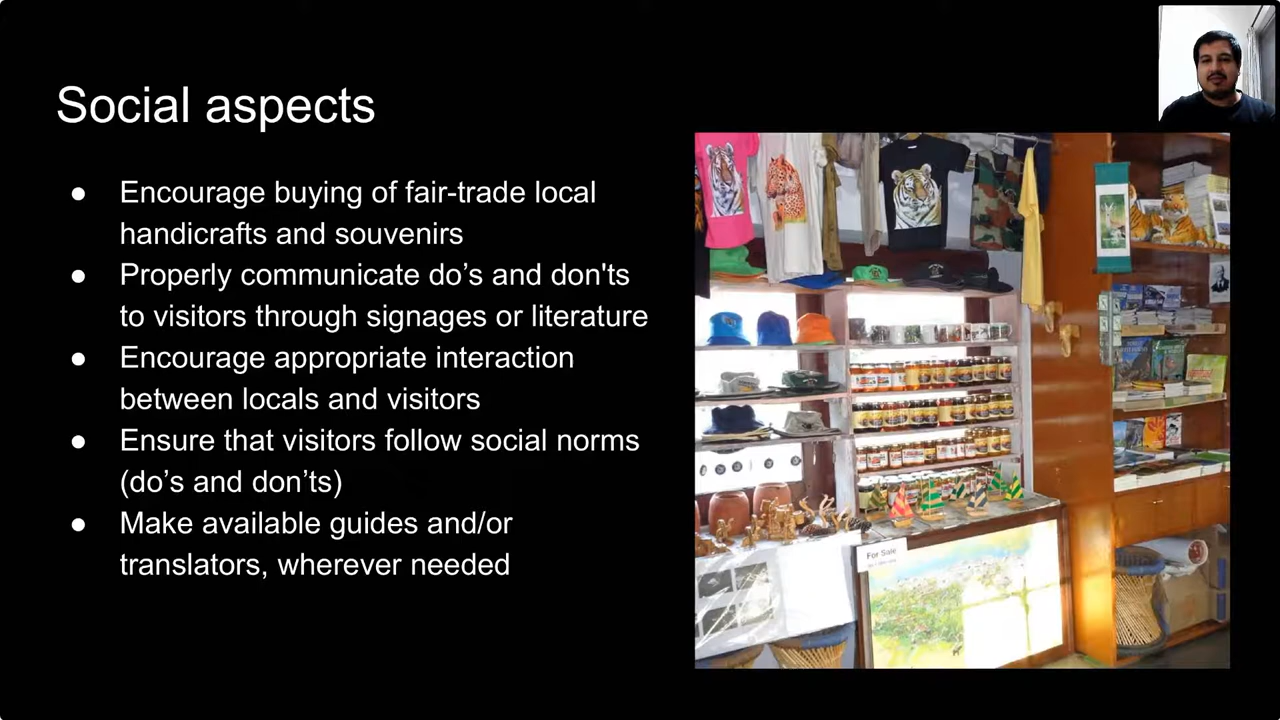 Social aspects
● Encourage buying of fair-trade local
handicrafts and souvenirs
● Properly communicate do’s and don'ts
to visitors through signages or literature
● Encourage appropriate interaction
between locals and visitors
● Ensure that visitors follow social norms
(do’s and don’ts)
● Make available guides and/or
translators, wherever needed
For Sale